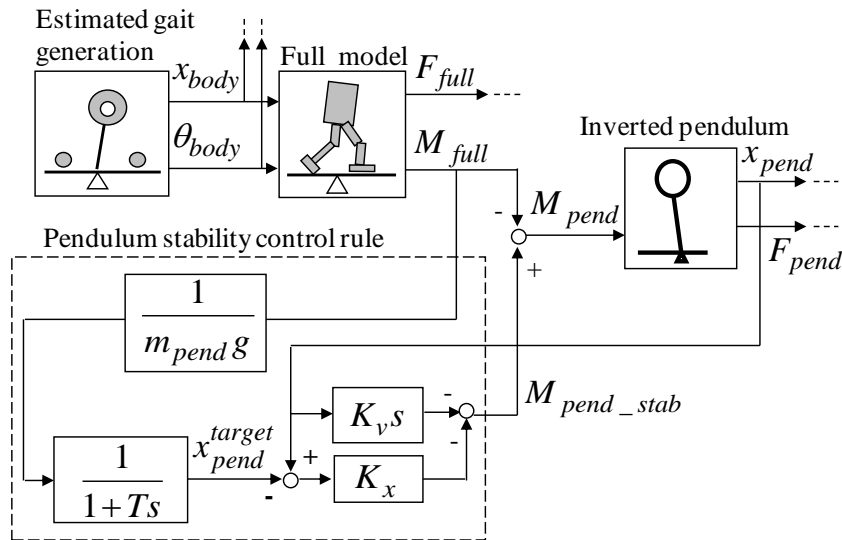 Estimated gait
generation
x_body
θ_body
Full model
F_full
M_full
Inverted pendulum
x_pend
F_pend
-
M_pend
+
Pendulum stability control rule
1
m_pend g
K_v s
-
M_pend_stab
-
x_pend^target
+
-
K_x
1
1+Ts